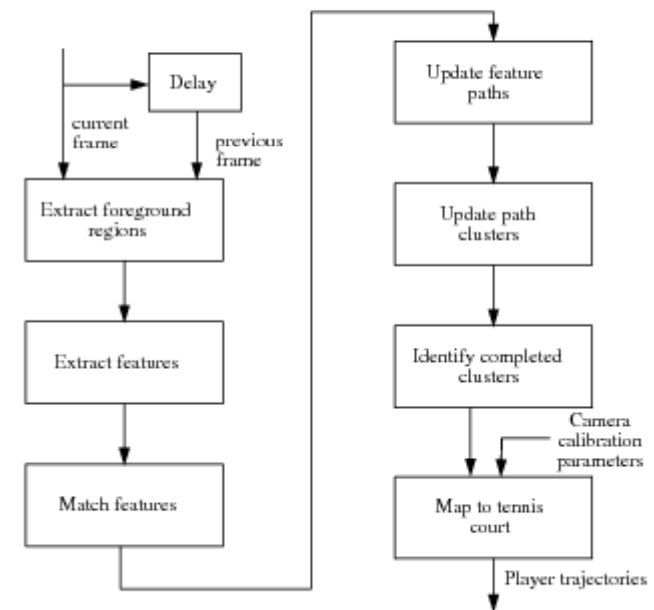 Delay
current
frame
previous
frame
Extract foreground
regions
Extract features
Match features
Update feature
paths
Update path
clusters
Identify completed
clusters
Camera
calibration
parameters
Map to tennis
court
Player trajectories